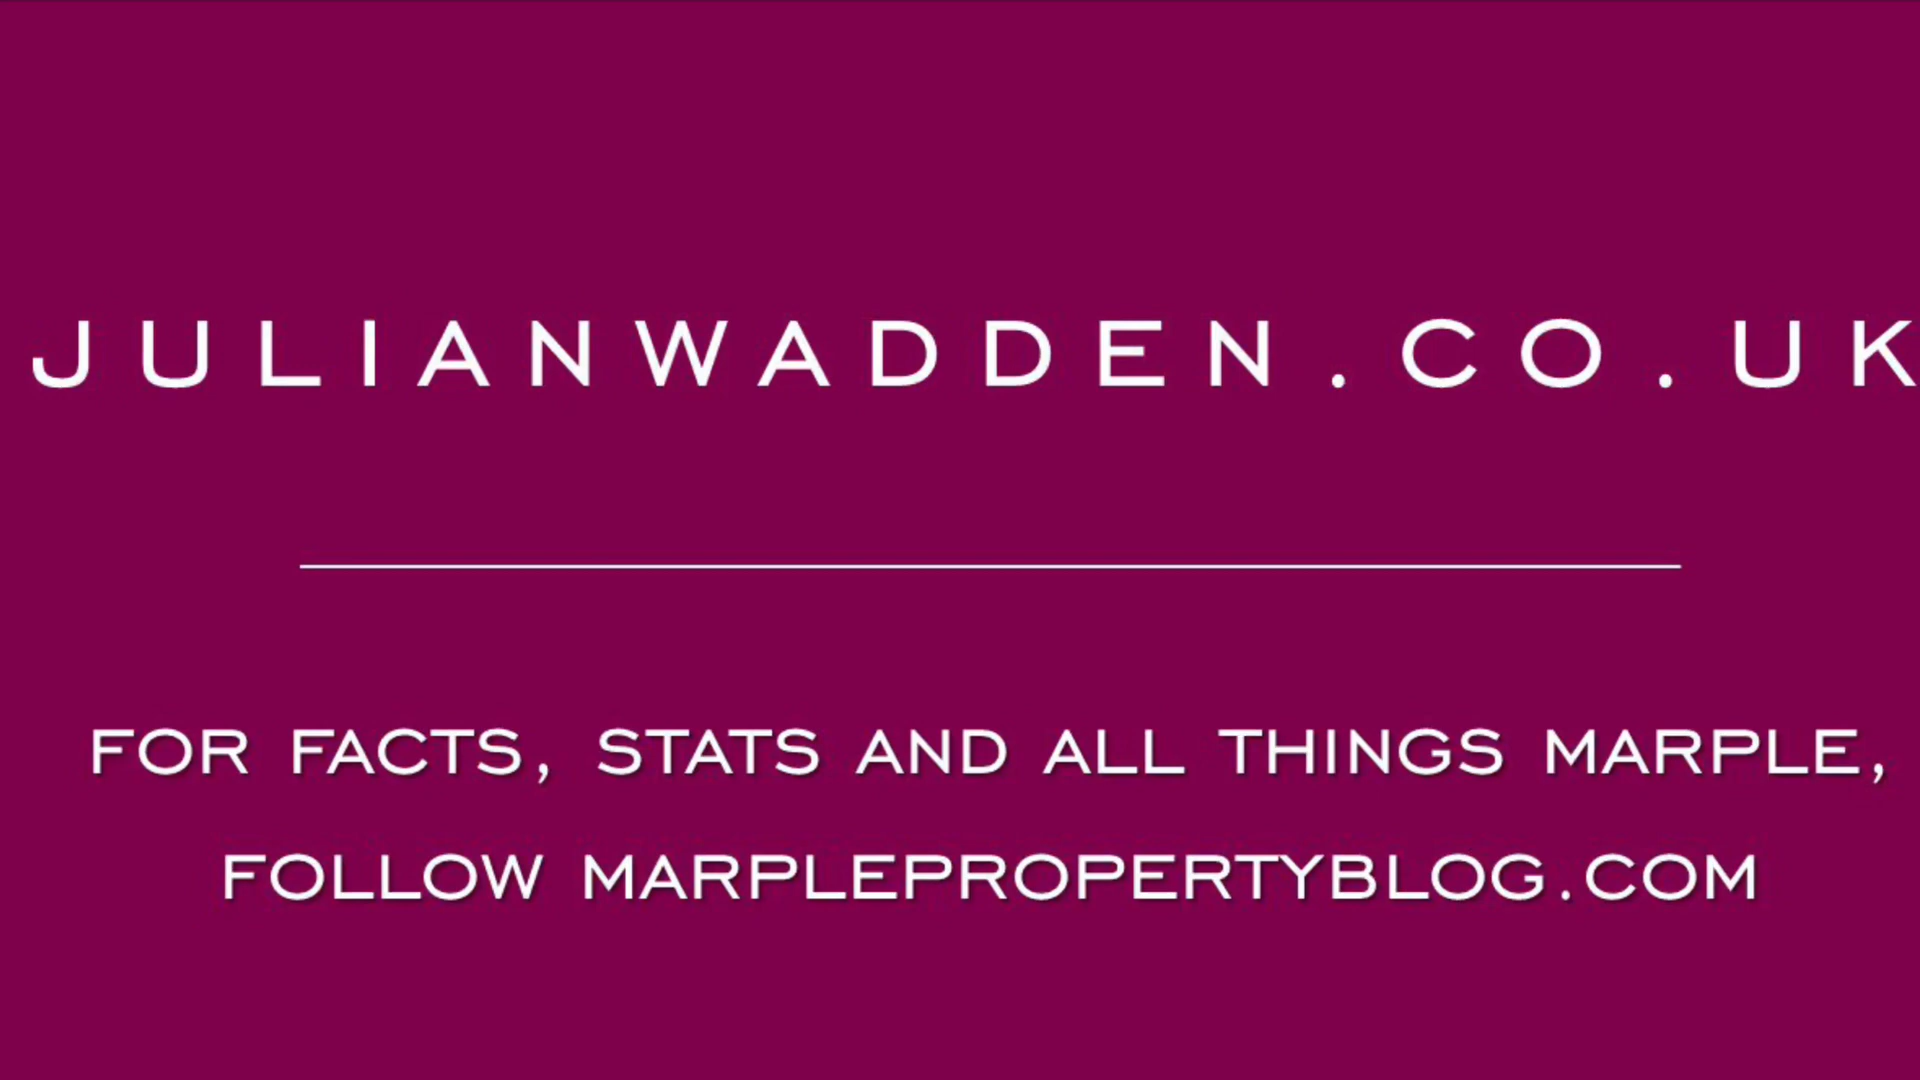 JULIANWADDEN.CO.UK
FOR FACTS, STATS AND ALL THINGS MARPLE,
FOLLOW MARPLEPROPERTYBLOG.COM